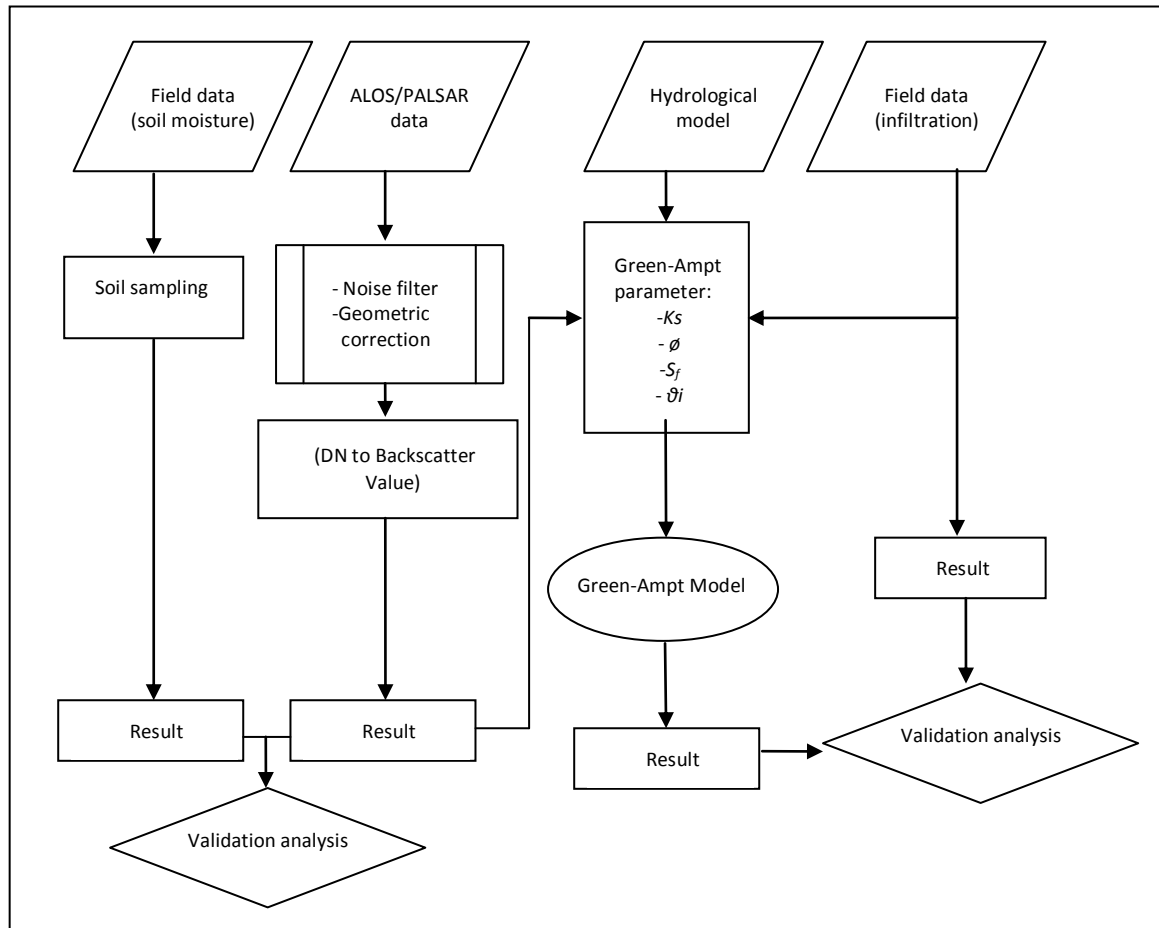 Field data
(soil moisture)
ALOS/PALSAR
data
Hydrological
model
Field data
(infiltration)
Soil sampling
- Noise filter
-Geometric
correction
Green-Ampt
parameter:
-Ks
- ø
-Sf
- ϑi
(DN to Backscatter
Value)
Green-Ampt Model
Result
Result
Result
Result
Validation analysis
Validation analysis